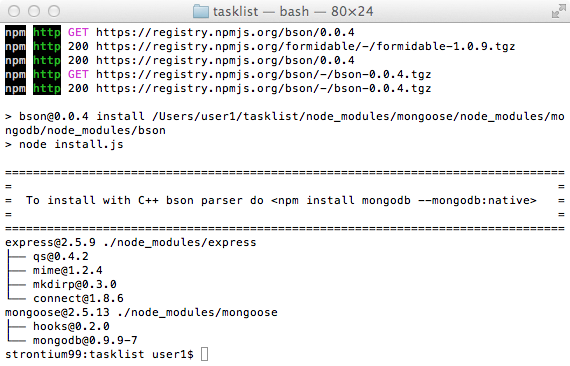 tasklist — bash — 80×24
npm http GET https://registry.npmjs.org/bson/0.0.4
npm http 200 https://registry.npmjs.org/formidable/-/formidable-1.0.9.tgz
npm http 200 https://registry.npmjs.org/bson/0.0.4
npm http GET https://registry.npmjs.org/bson/-/bson-0.0.4.tgz
npm http 200 https://registry.npmjs.org/bson/-/bson-0.0.4.tgz
> bson@0.0.4 install /Users/user1/tasklist/node_modules/mongoose/node_modules/mo
ngodb/node_modules/bson
> node install.js
================================================================================
=                                                                              =
=  To install with C++ bson parser do <npm install mongodb --mongodb:native>   =
=                                                                              =
================================================================================
express@2.5.9 ./node_modules/express
├── qs@0.4.2
├── mime@1.2.4
├── mkdirp@0.3.0
└── connect@1.8.6
mongoose@2.5.13 ./node_modules/mongoose
├── hooks@0.2.0
└── mongodb@0.9.9-7
strontium99:tasklist user1$